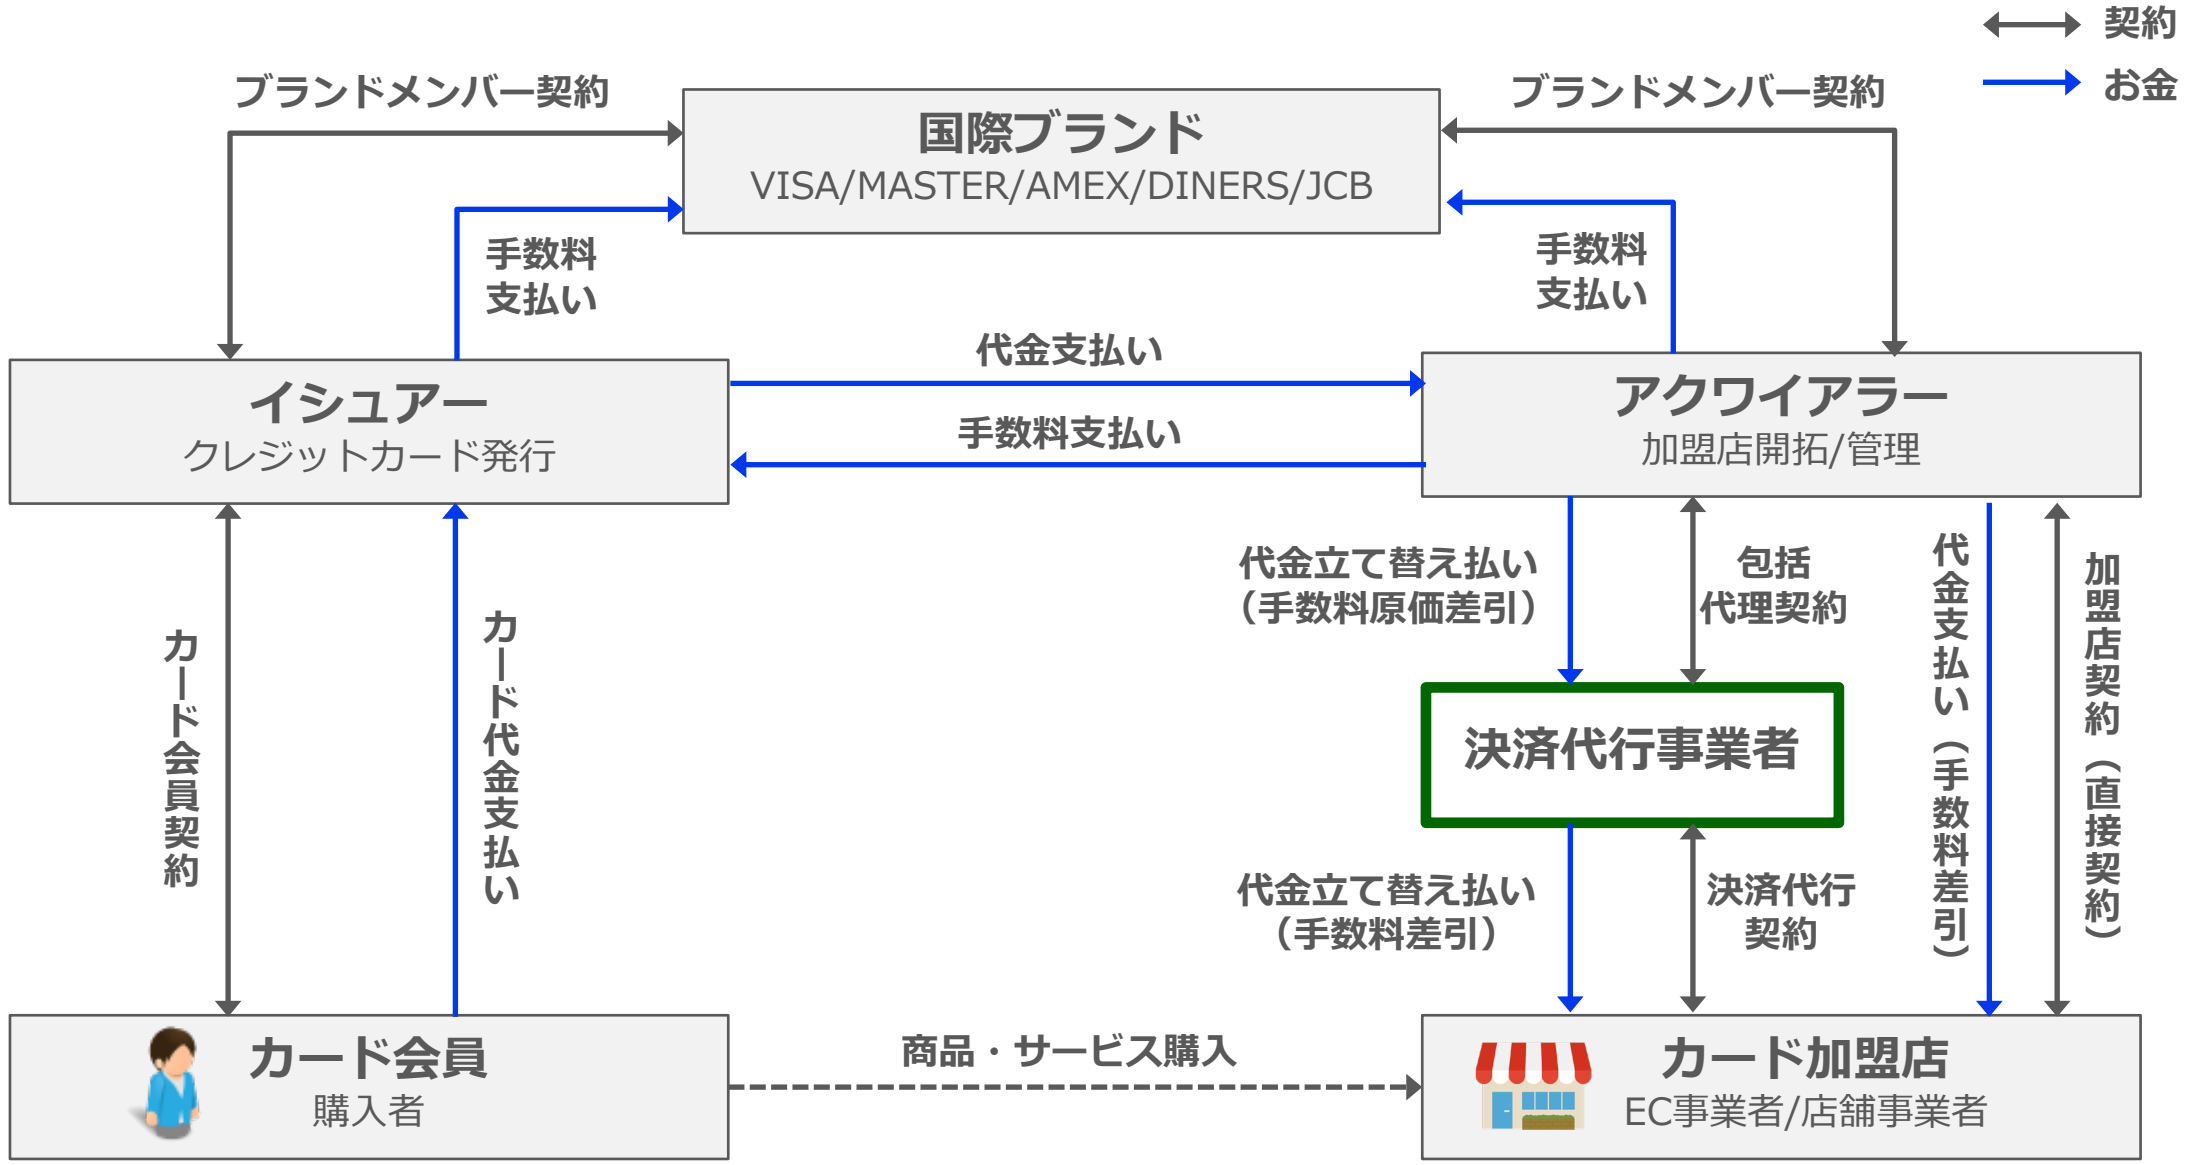 契約
お金
ブランドメンバー契約
ブランドメンバー契約
国際ブランド
VISA/MASTER/AMEX/DINERS/JCB
手数料
支払い
手数料
支払い
代金支払い
手数料支払い
イシュアー
クレジットカード発行
アクワイアラー
加盟店開拓/管理
カード会員契約
カード代金支払い
代金立て替え払い
（手数料原価差引）
包括
代理契約
代金支払い（手数料差引）
加盟店契約（直接契約）
決済代行事業者
代金立て替え払い
（手数料差引）
決済代行
契約
カード会員
購入者
商品・サービス購入
カード加盟店
EC事業者/店舗事業者